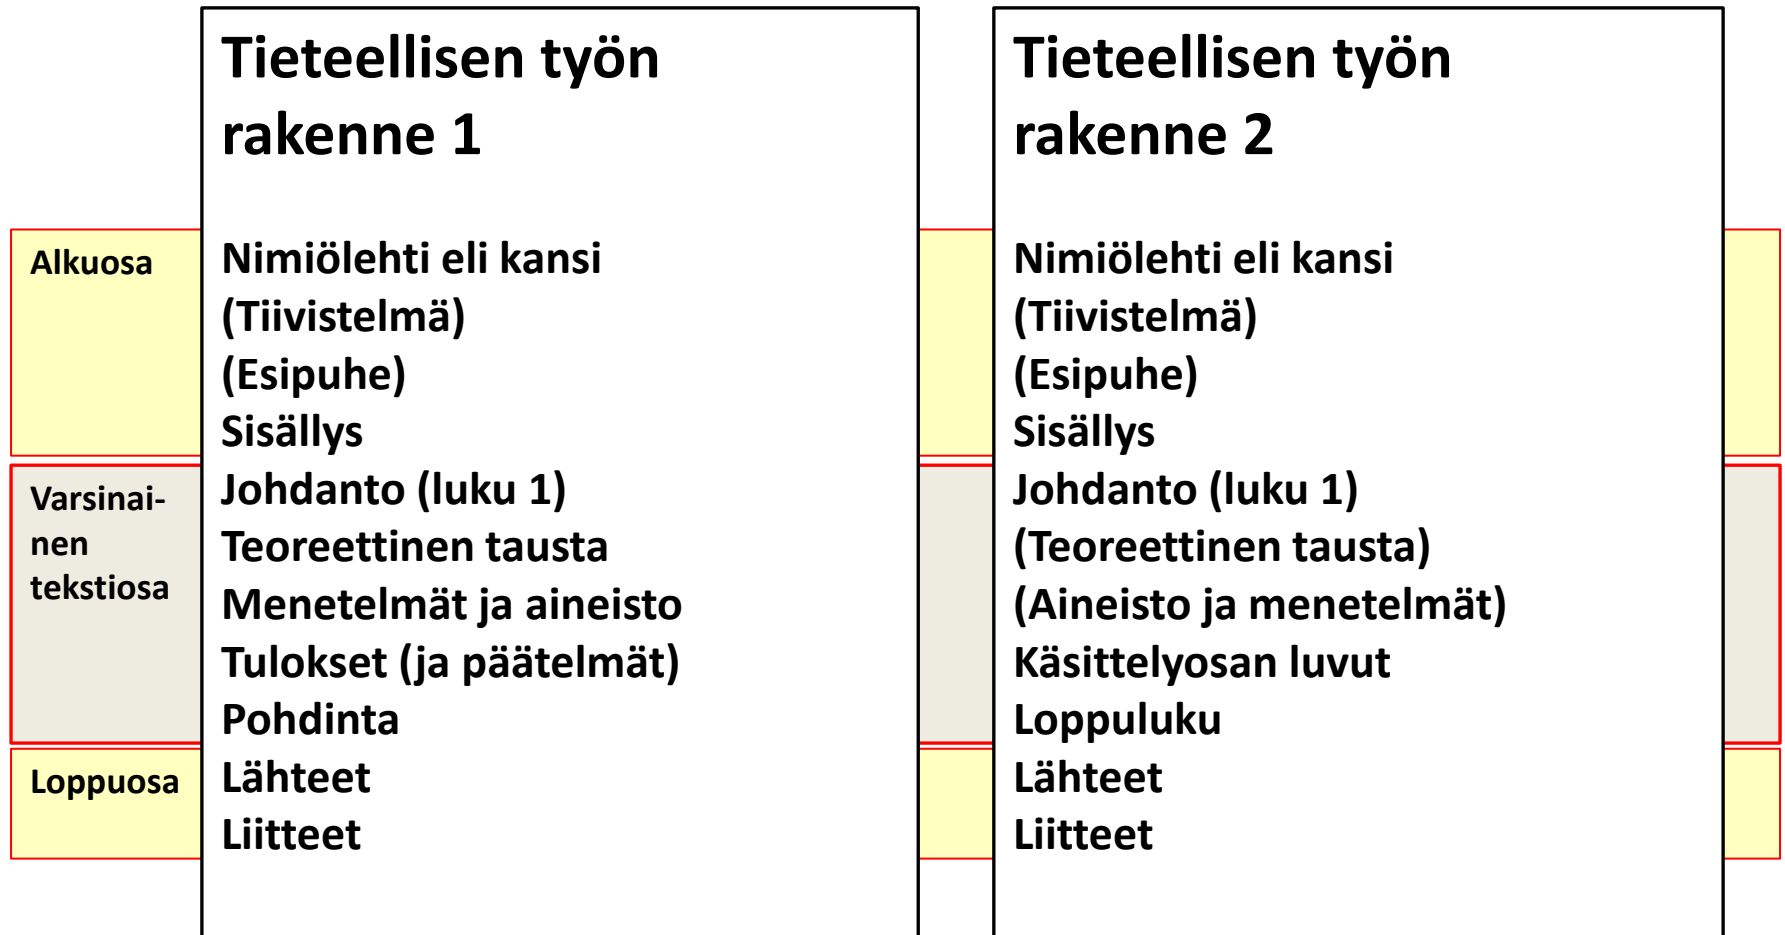 Tieteellisen työn
rakenne 1
Alkuosa
Nimiölehti eli kansi
(Tiivistelmä)
(Esipuhe)
Sisällys
Varsinai-
nen
tekstiosa
Johdanto (luku 1)
Teoreettinen tausta
Menetelmät ja aineisto
Tulokset (ja päätelmät)
Pohdinta
Loppuosa
Lähteet
Liitteet
Tieteellisen työn
rakenne 2
Nimiölehti eli kansi
(Tiivistelmä)
(Esipuhe)
Sisällys
Johdanto (luku 1)
(Teoreettinen tausta)
(Aineisto ja menetelmät)
Käsittelyosan luvut
Loppuluku
Lähteet
Liitteet